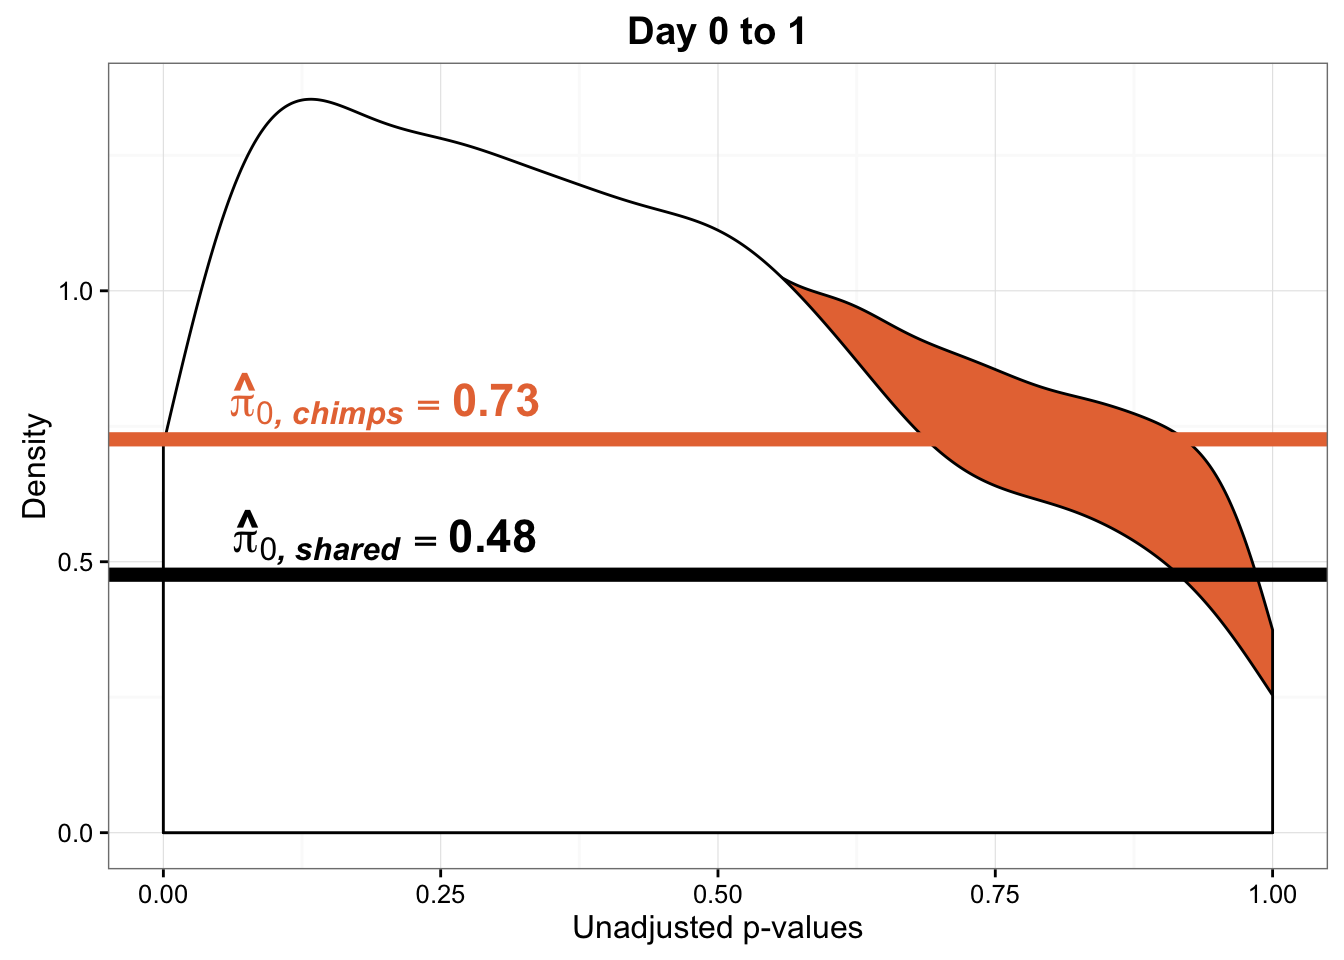 Day 0 to 1
1.0
0.5
0.0
Density
π̂0, chimps = 0.73
π̂0, shared = 0.48
0.00 0.25 0.50 0.75 1.00
Unadjusted p-values